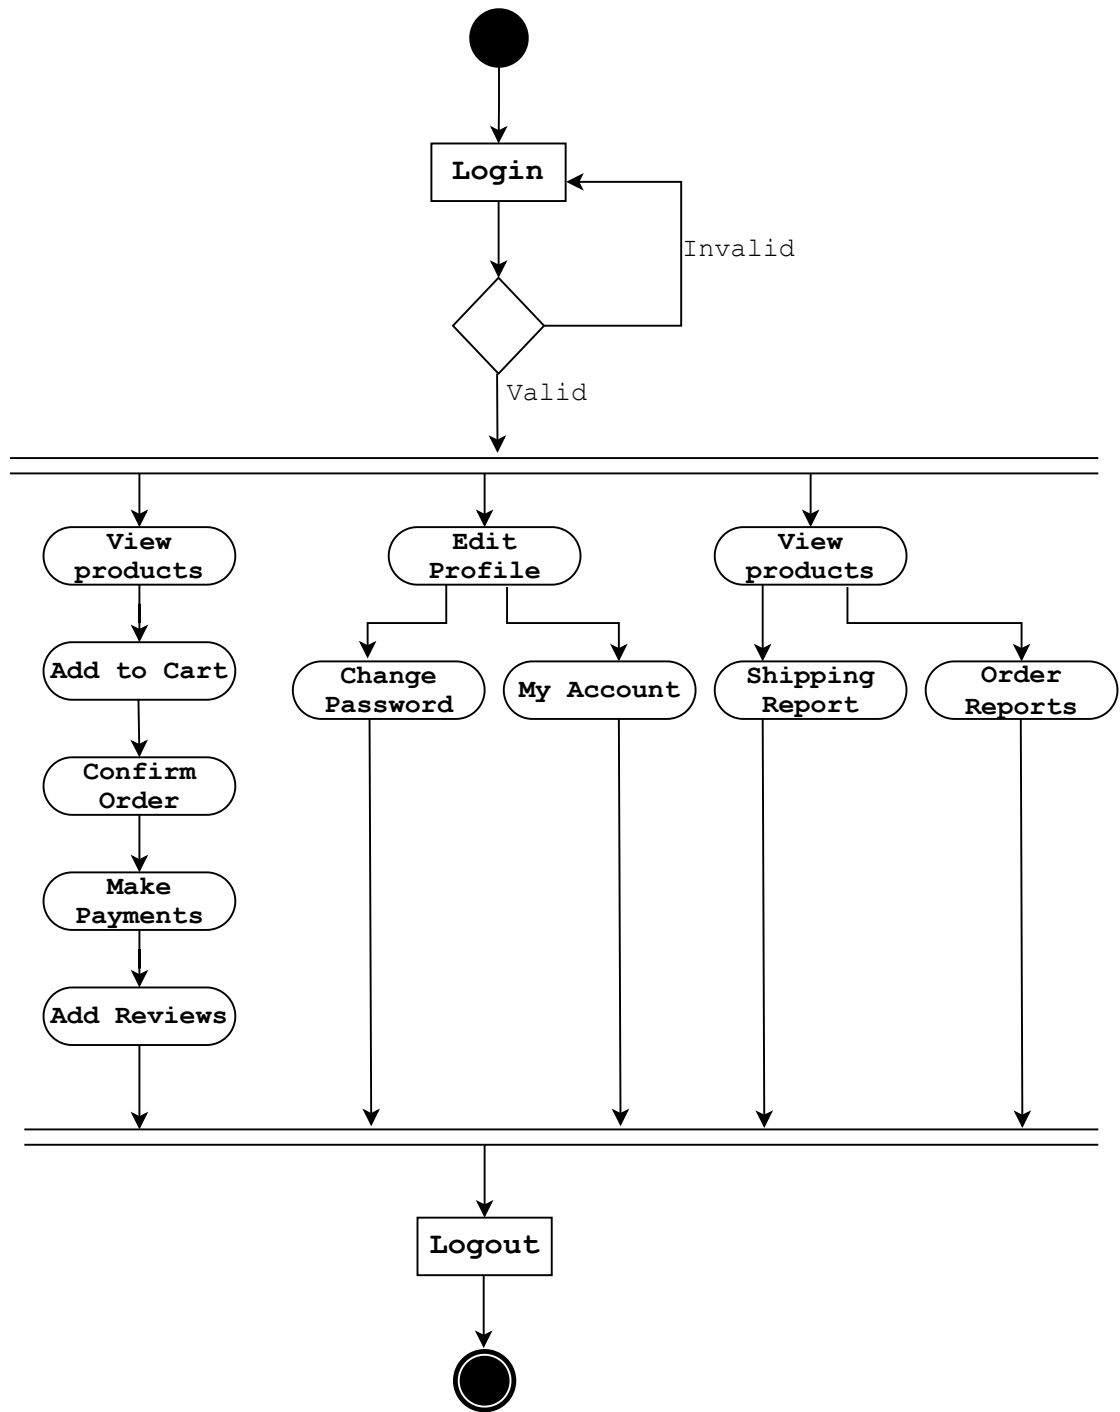 Login
Invalid
Valid
View
products
Edit
Profile
View
products
Add to Cart
Change
Password
My Account
Shipping
Report
Order
Reports
Confirm
Order
Make
Payments
Add Reviews
Logout